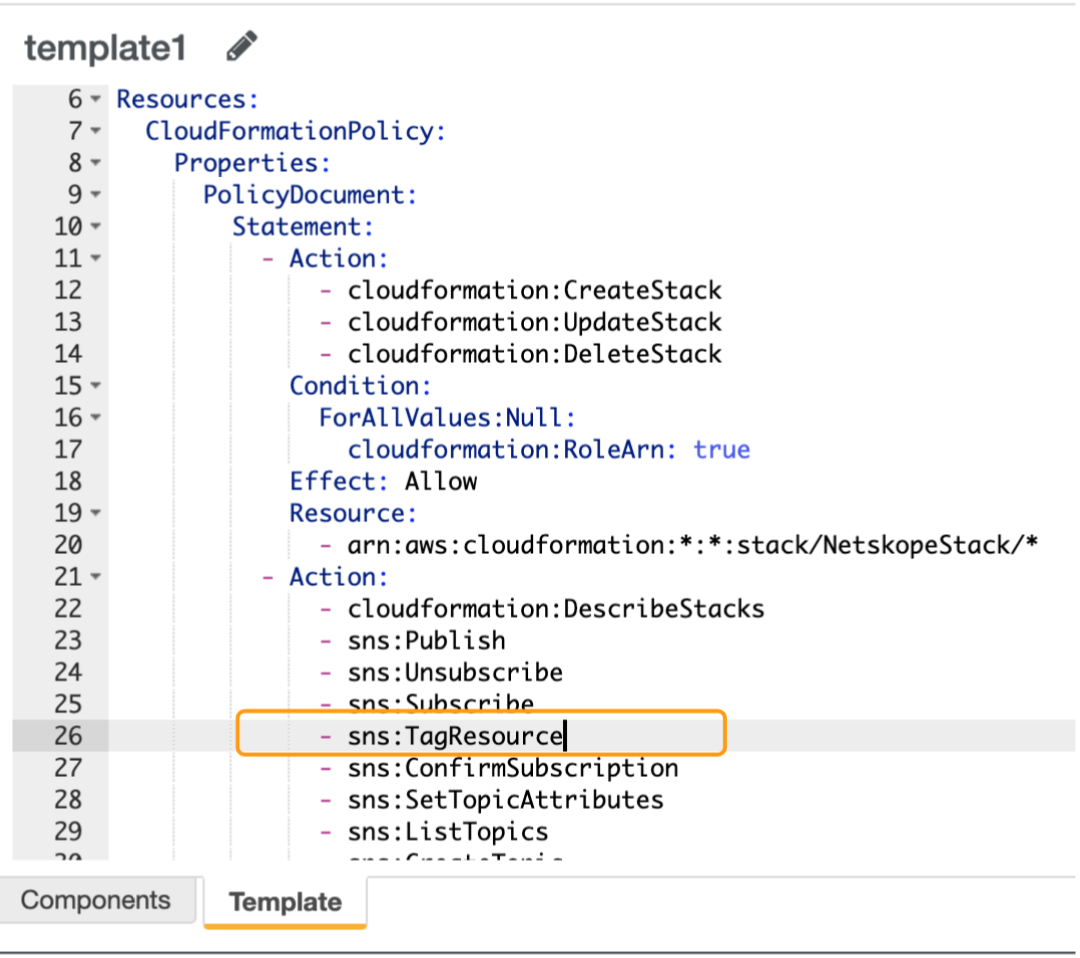 template1
6 Resources:
7 CloudFormationPolicy:
8 Properties:
9 PolicyDocument:
10 Statement:
11 - Action:
12 - cloudformation:CreateStack
13 - cloudformation:UpdateStack
14 - cloudformation:DeleteStack
15 Condition:
16 ForAllValues:Null:
17 cloudformation:RoleArn: true
18 Effect: Allow
19 Resource:
20 - arn:aws:cloudformation:*:*:stack/NetskopeStack/*
21 - Action:
22 - cloudformation:DescribeStacks
23 - sns:Publish
24 - sns:Unsubscribe
25 - sns:Subscribe
26 - sns:TagResource
27 - sns:ConfirmSubscription
28 - sns:SetTopicAttributes
29 - sns:ListTopics
Components Template